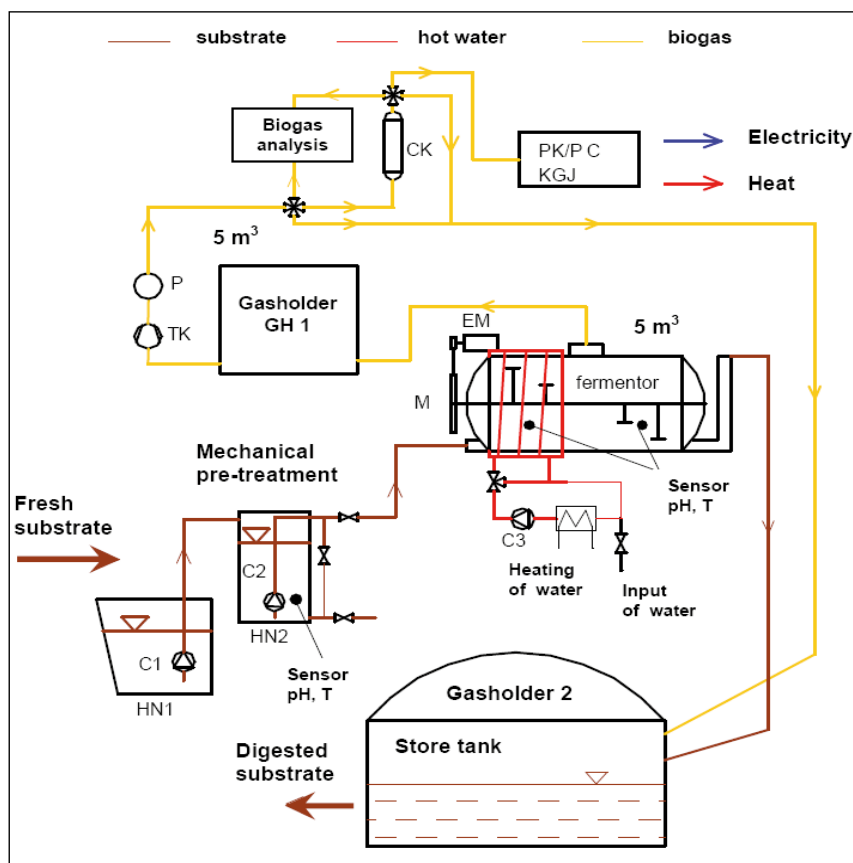 substrate
hot water
biogas
Biogas
analysis
CK
PK/P C
KGJ
Electricity
Heat
5 m³
P
TK
Gasholder
GH 1
EM
5 m³
fermentor
M
Mechanical
pre-treatment
Sensor
pH, T
Fresh
substrate
C2
C3
Heating
of water
Input
of water
C1
HN2
HN1
Sensor
pH, T
Gasholder 2
Store tank
Digested
substrate